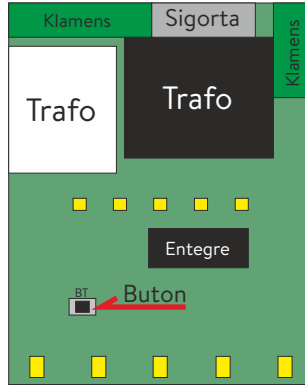 Klamens
Sigorta
Klamens
Trafo
Trafo
Entegre
BT
Buton